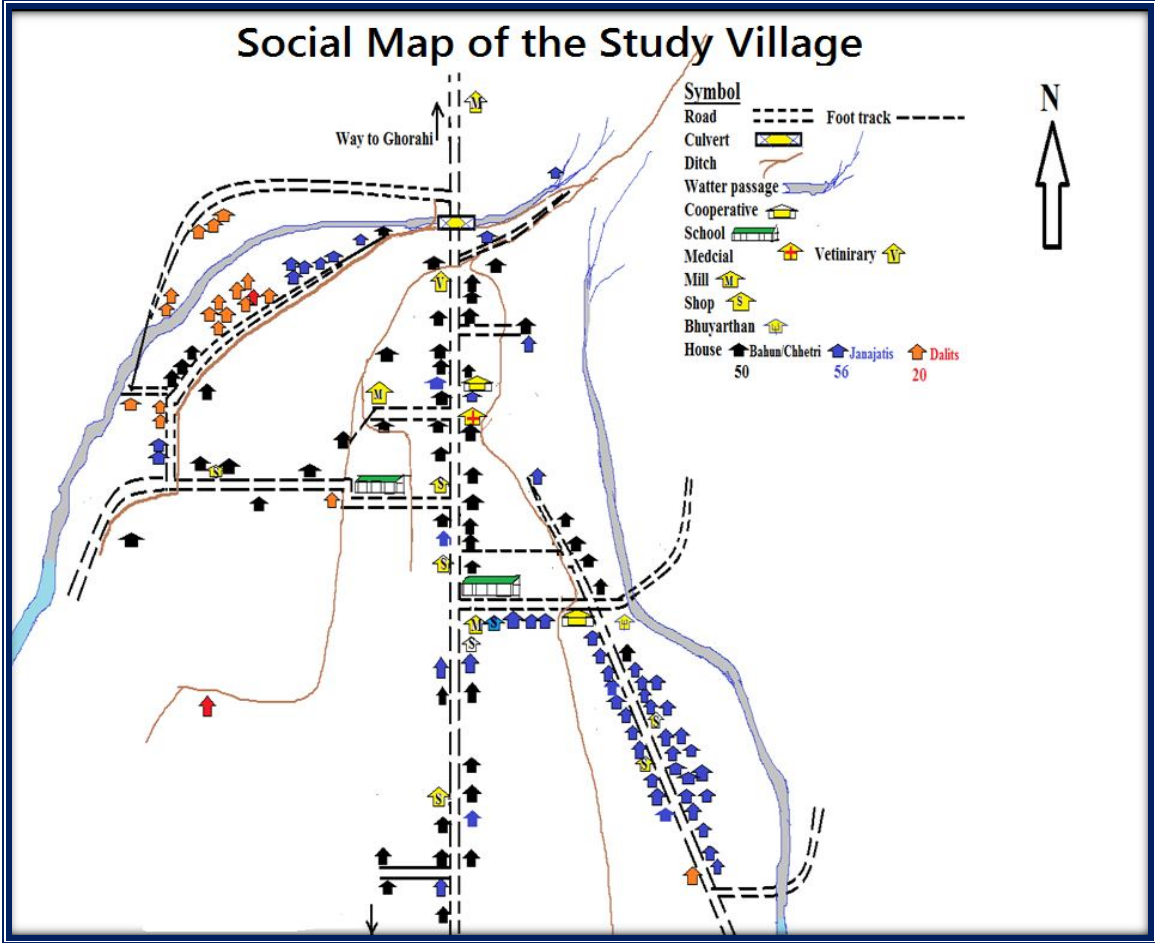 Social Map of the Study Village
Symbol
Road
Foot track
Culvert
Ditch
Watter passage
Cooperative
School
Medcial
Vetinirary
V
Mill
M
Shop
S
Bhuyarthan
House
Bahun/Chhetri
Janajatis
Dalits
50
56
20
N
Way to Ghorahi
M
V
M
S
S
S
M
S
S
S
S
S